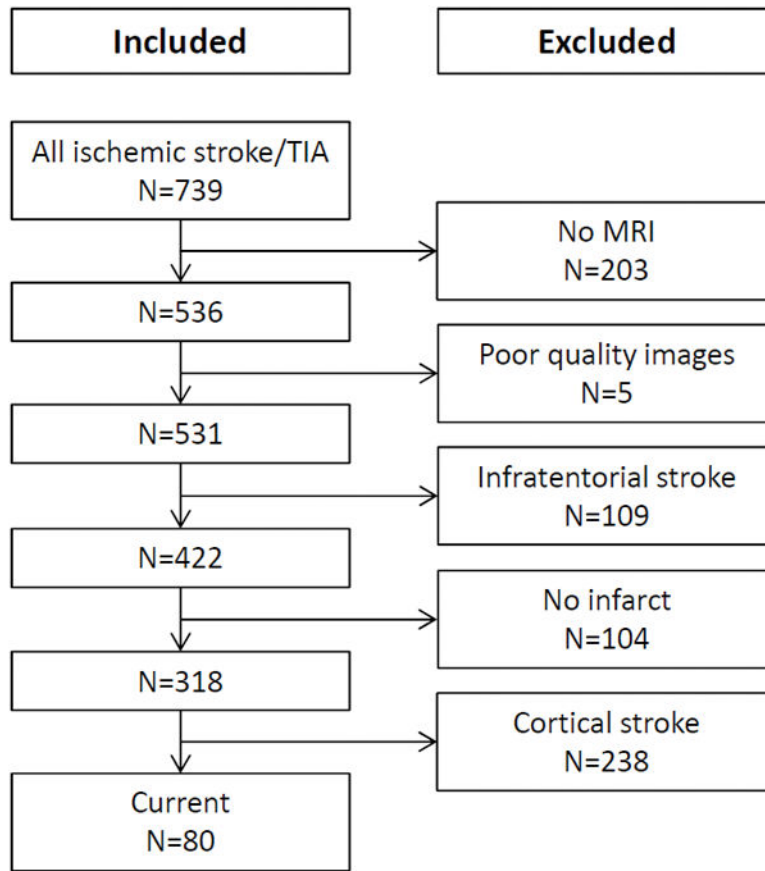 Included
Excluded
All ischemic stroke/TIA
N=739
No MRI
N=203
N=536
Poor quality images
N=5
N=531
Infratentorial stroke
N=109
N=422
No infarct
N=104
N=318
Cortical stroke
N=238
Current
N=80